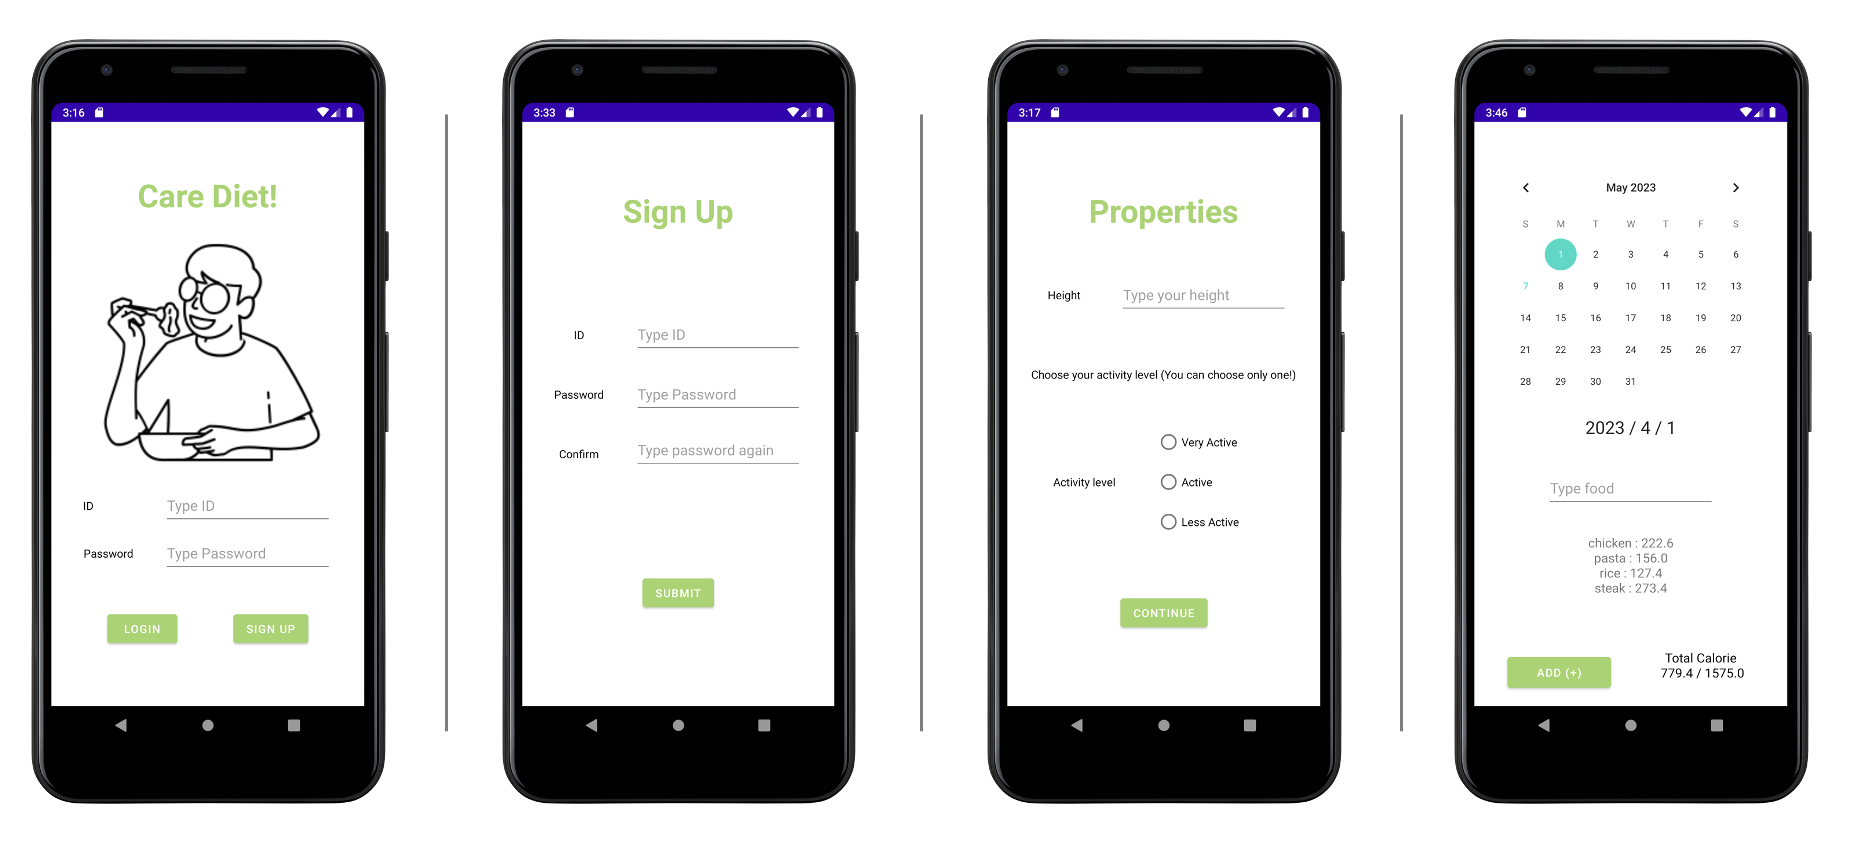 3:16
Care Diet!
ID Type ID
Password Type Password
LOGIN SIGN UP
3:33
Sign Up
ID Type ID
Password Type Password
Confirm Type password again
SUBMIT
3:17
Properties
Height Type your height
Choose your activity level (You can choose only one!)
Very Active
Activity level Active
Less Active
CONTINUE
3:46
May 2023
S M T W T F S
1 2 3 4 5 6
7 8 9 10 11 12 13
14 15 16 17 18 19 20
21 22 23 24 25 26 27
28 29 30 31
2023 / 4 / 1
Type food
chicken : 222.6
pasta : 156.0
rice : 127.4
steak : 273.4
ADD (+)
Total Calorie
779.4 / 1575.0